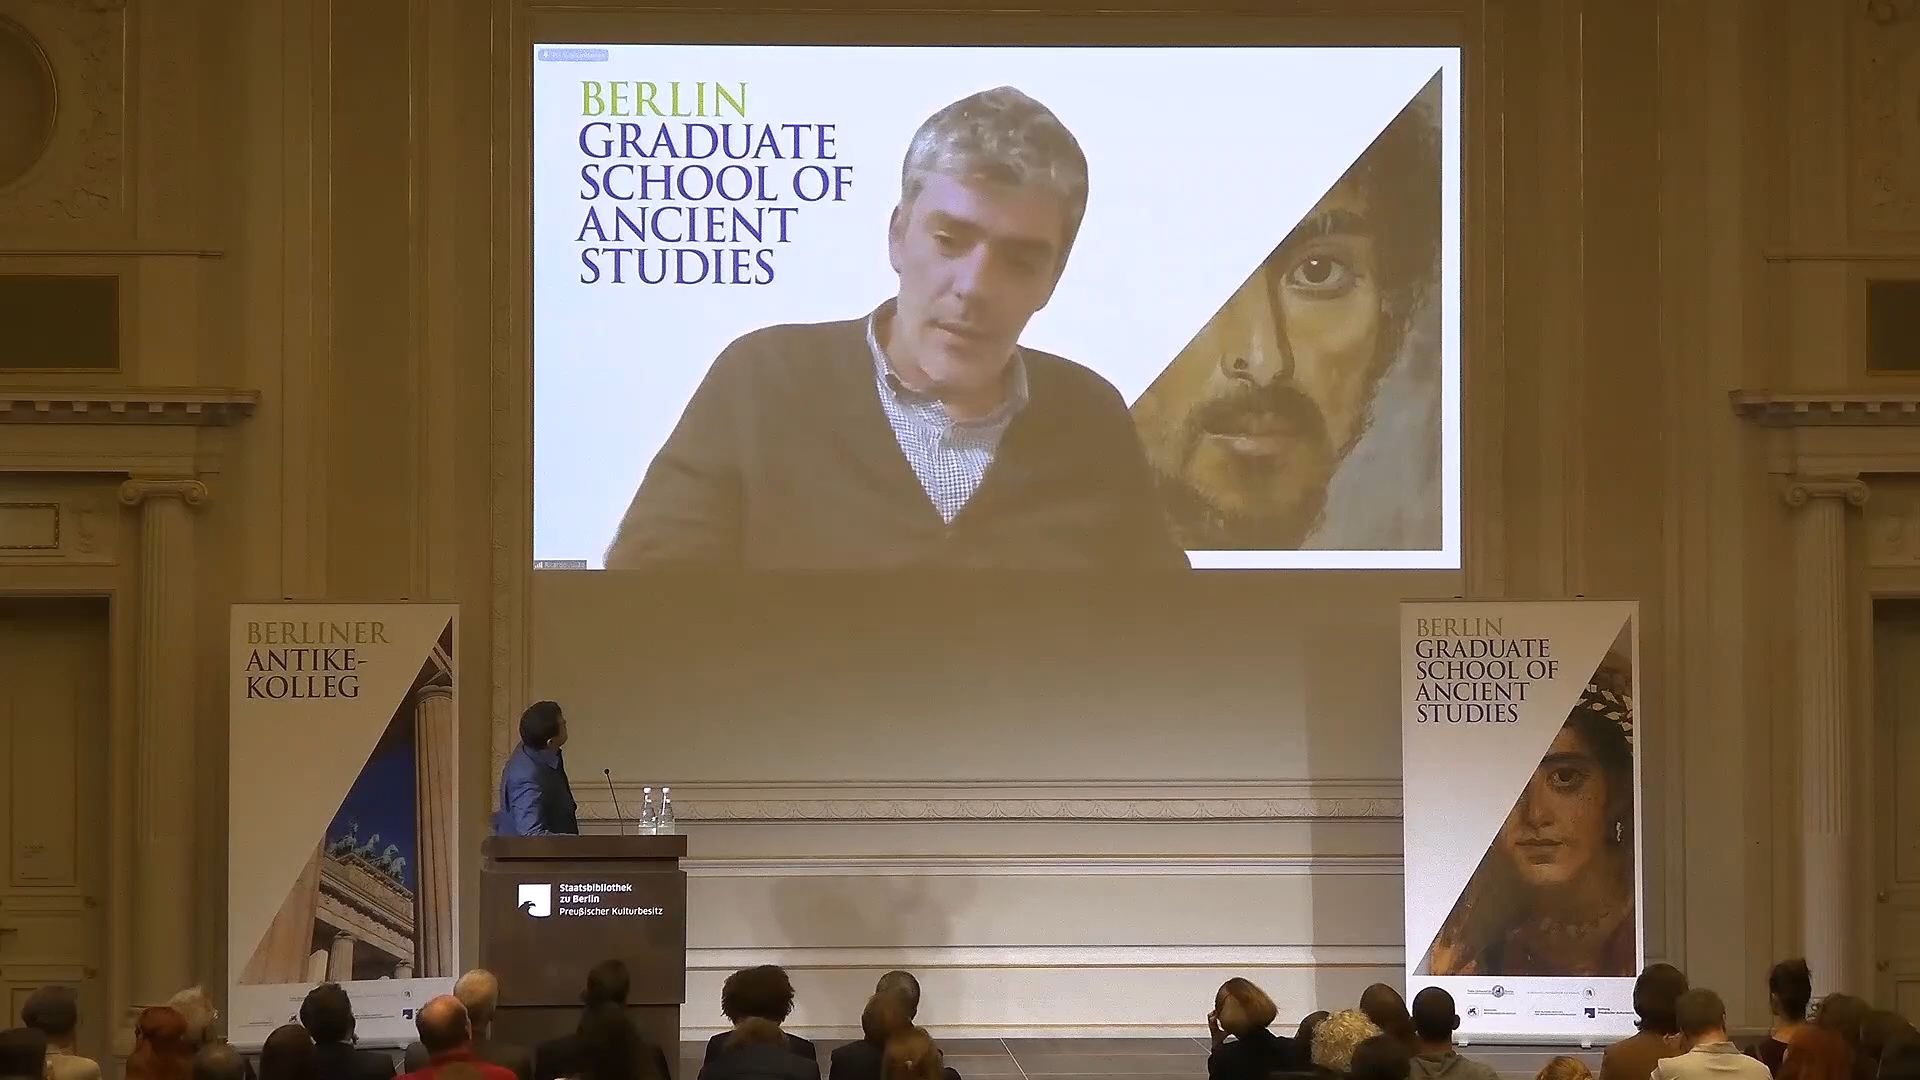 BERLIN
GRADUATE
SCHOOL OF
ANCIENT
STUDIES
BERLINER
ANTIKE-
KOLLEG
BERLIN
GRADUATE
SCHOOL OF
ANCIENT
STUDIES
Staatsbibliothek
zu Berlin
Preußischer Kulturbesitz